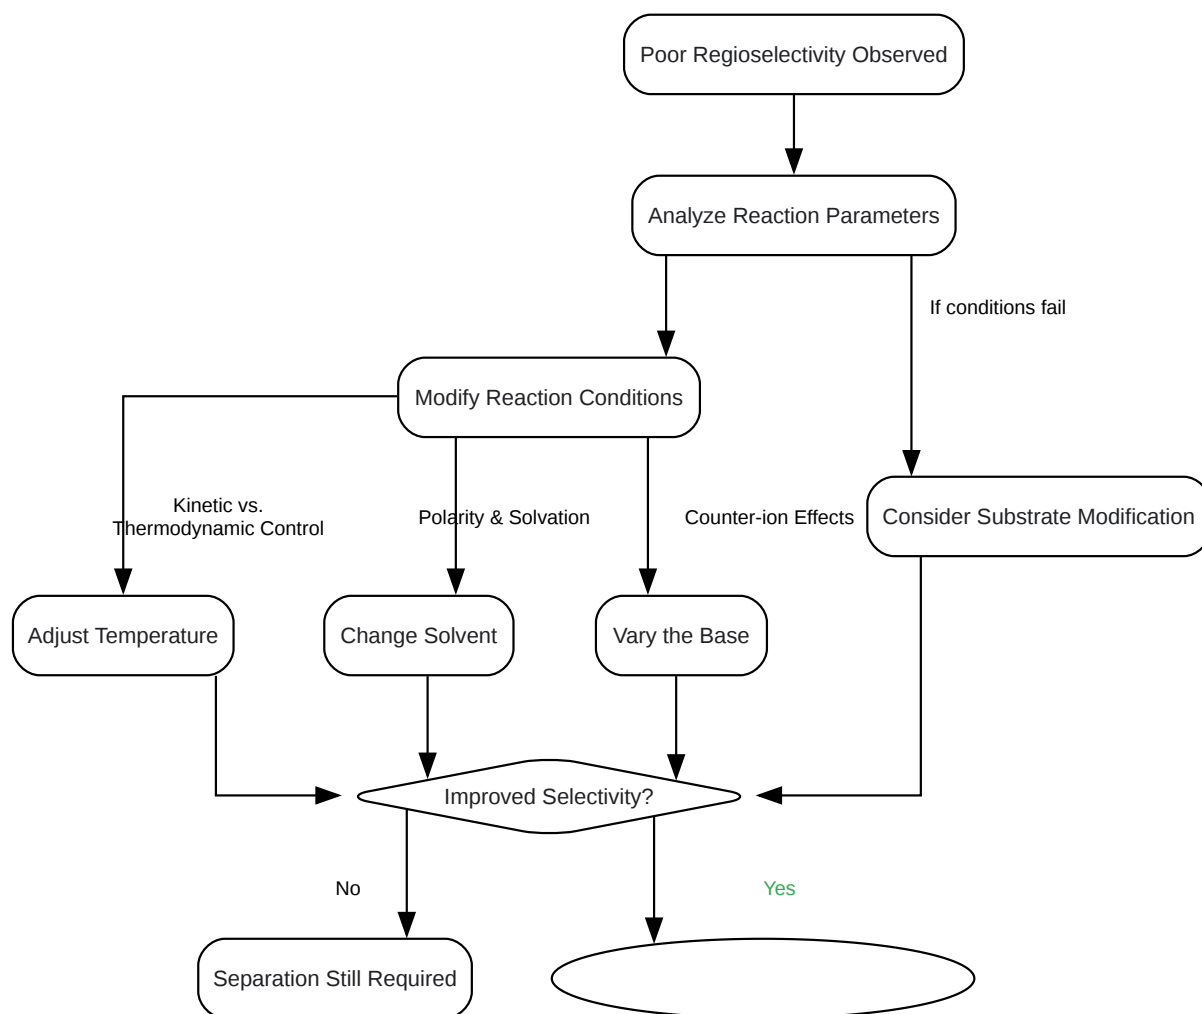 Poor Regioselectivity Observed
Analyze Reaction Parameters
If conditions fail
Modify Reaction Conditions
Kinetic vs.
Thermodynamic Control
Polarity & Solvation
Counter-ion Effects
Consider Substrate Modification
Adjust Temperature
Change Solvent
Vary the Base
Improved Selectivity?
No
Yes
Separation Still Required